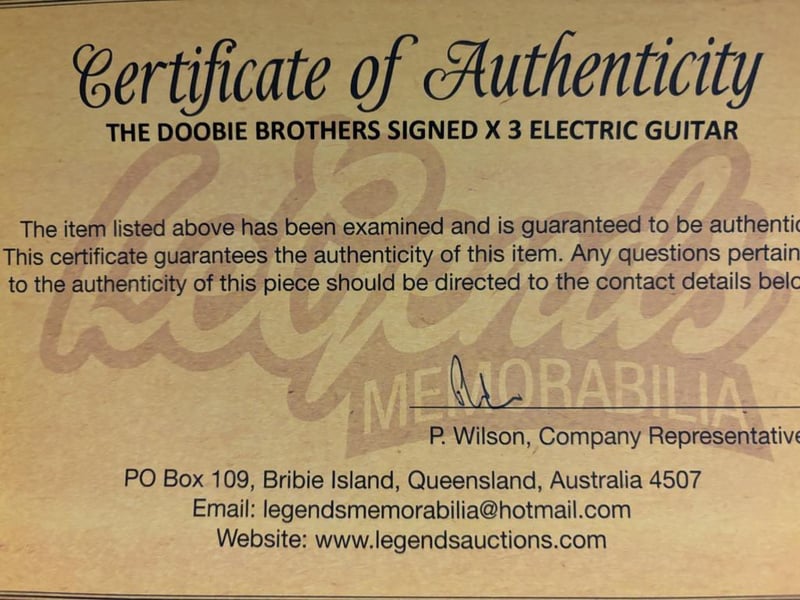 Certificate of Authenticity
THE DOOBIE BROTHERS SIGNED X 3 ELECTRIC GUITAR
Legends
MEMORABILIA
The item listed above has been examined and is guaranteed to be authentic
This certificate guarantees the authenticity of this item. Any questions pertain
to the authenticity of this piece should be directed to the contact details belo
P. Wilson, Company Representative
PO Box 109, Bribie Island, Queensland, Australia 4507
Email: legendsmemorabilia@hotmail.com
Website: www.legendsauctions.com